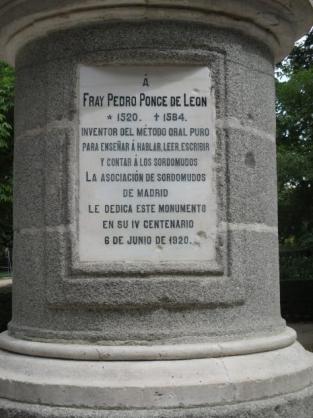 Á
FRAY PEDRO PONCE DE LEON
* 1520. † 1584.
INVENTOR DEL MÉTODO ORAL PURO
PARA ENSEÑAR Á HABLAR, LEER, ESCRIBIR
Y CONTAR Á LOS SORDOMUDOS
LA ASOCIACIÓN DE SORDOMUDOS
DE MADRID
LE DEDICA ESTE MONUMENTO
EN SU IV CENTENARIO
6 DE JUNIO DE 1920.